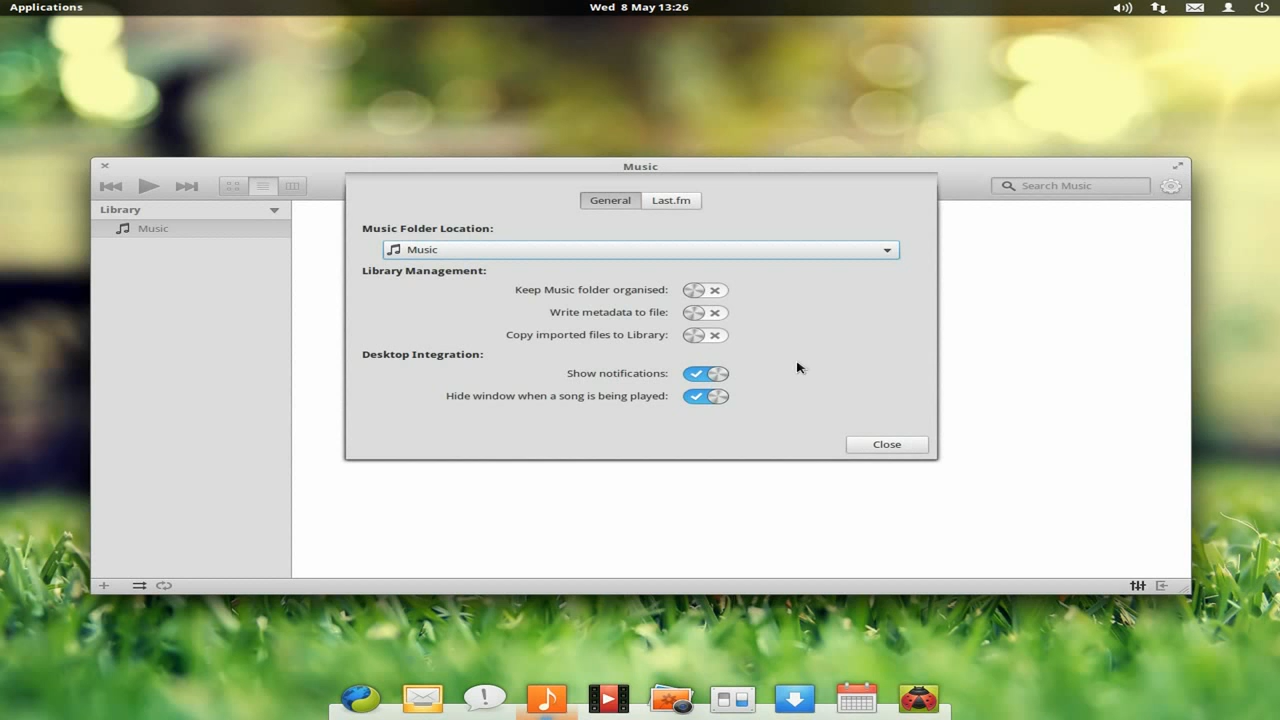 Applications
Wed 8 May 13:26
Music
Search Music
Library
Music
General
Last.fm
Music Folder Location:
Music
Library Management:
Keep Music folder organised:
Write metadata to file:
Copy imported files to Library:
Desktop Integration:
Show notifications:
Hide window when a song is being played:
Close